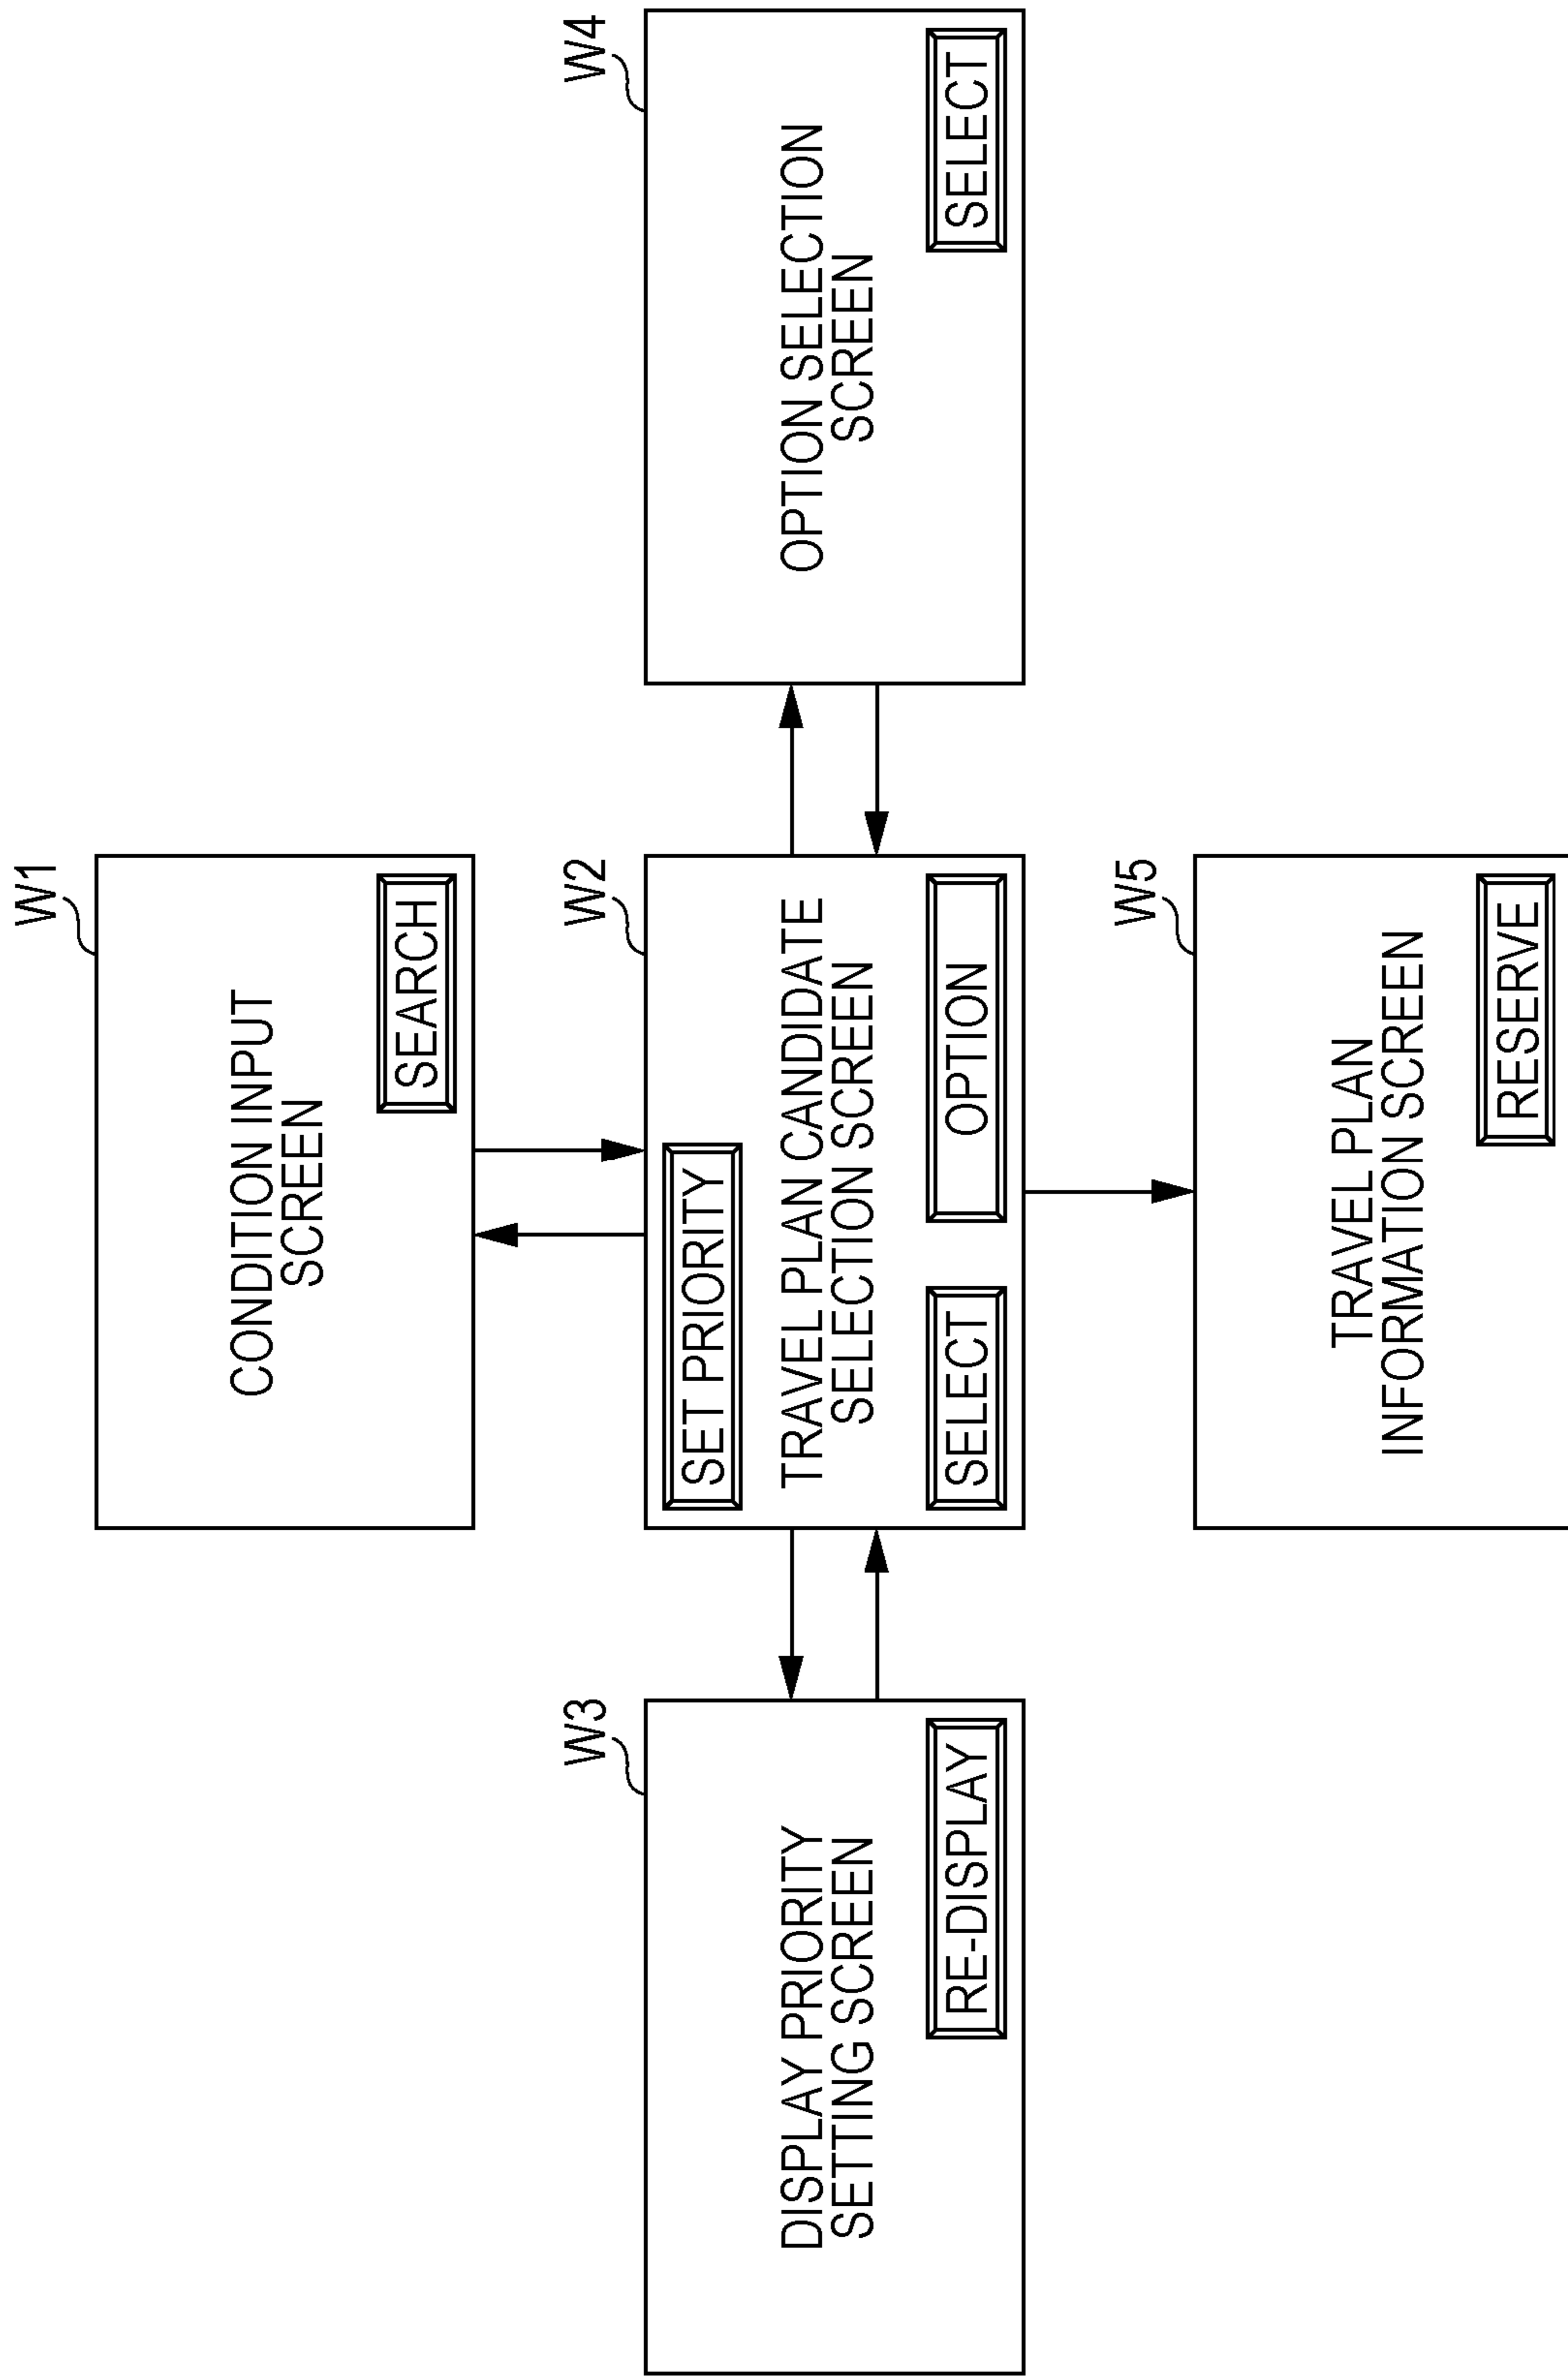 W1
CONDITION INPUT
SCREEN
SEARCH
W3
DISPLAY PRIORITY
SETTING SCREEN
RE-DISPLAY
W2
SET PRIORITY
TRAVEL PLAN CANDIDATE
SELECTION SCREEN
SELECT
OPTION
W4
OPTION SELECTION
SCREEN
SELECT
W5
TRAVEL PLAN
INFORMATION SCREEN
RESERVE